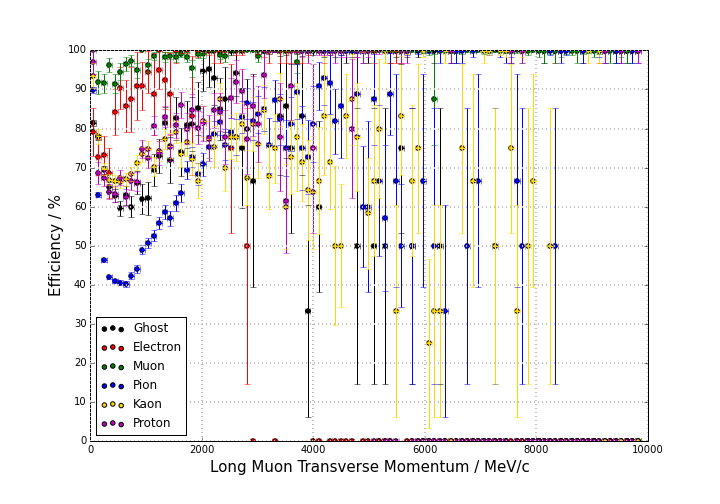 100
90
80
70
60
50
40
30
20
10
0
Efficiency / %
Ghost
Electron
Muon
Pion
Kaon
Proton
0 2000 4000 6000 8000 10000
Long Muon Transverse Momentum / MeV/c